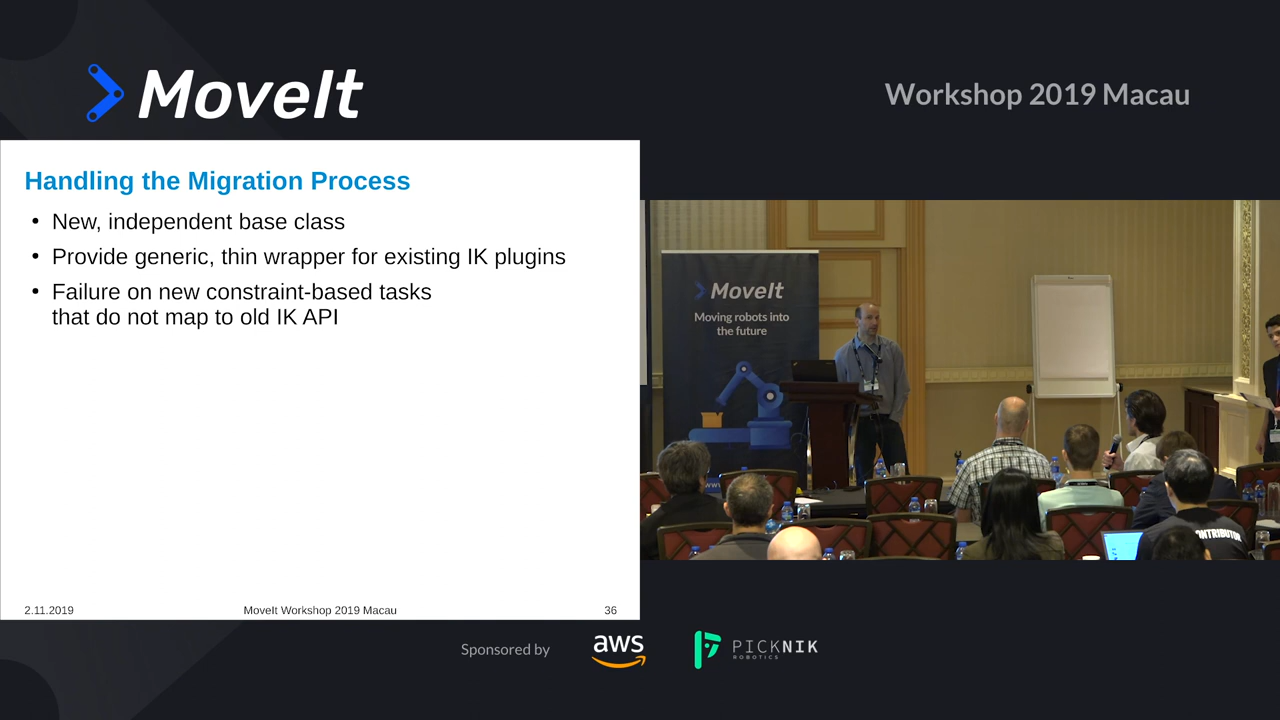 MoveIt
Workshop 2019 Macau
Handling the Migration Process
• New, independent base class
• Provide generic, thin wrapper for existing IK plugins
• Failure on new constraint-based tasks
that do not map to old IK API
2.11.2019
MoveIt Workshop 2019 Macau
36
MoveIt
Moving robots into
the future
Sponsored by
aws
PICKNIK
ROBOTICS